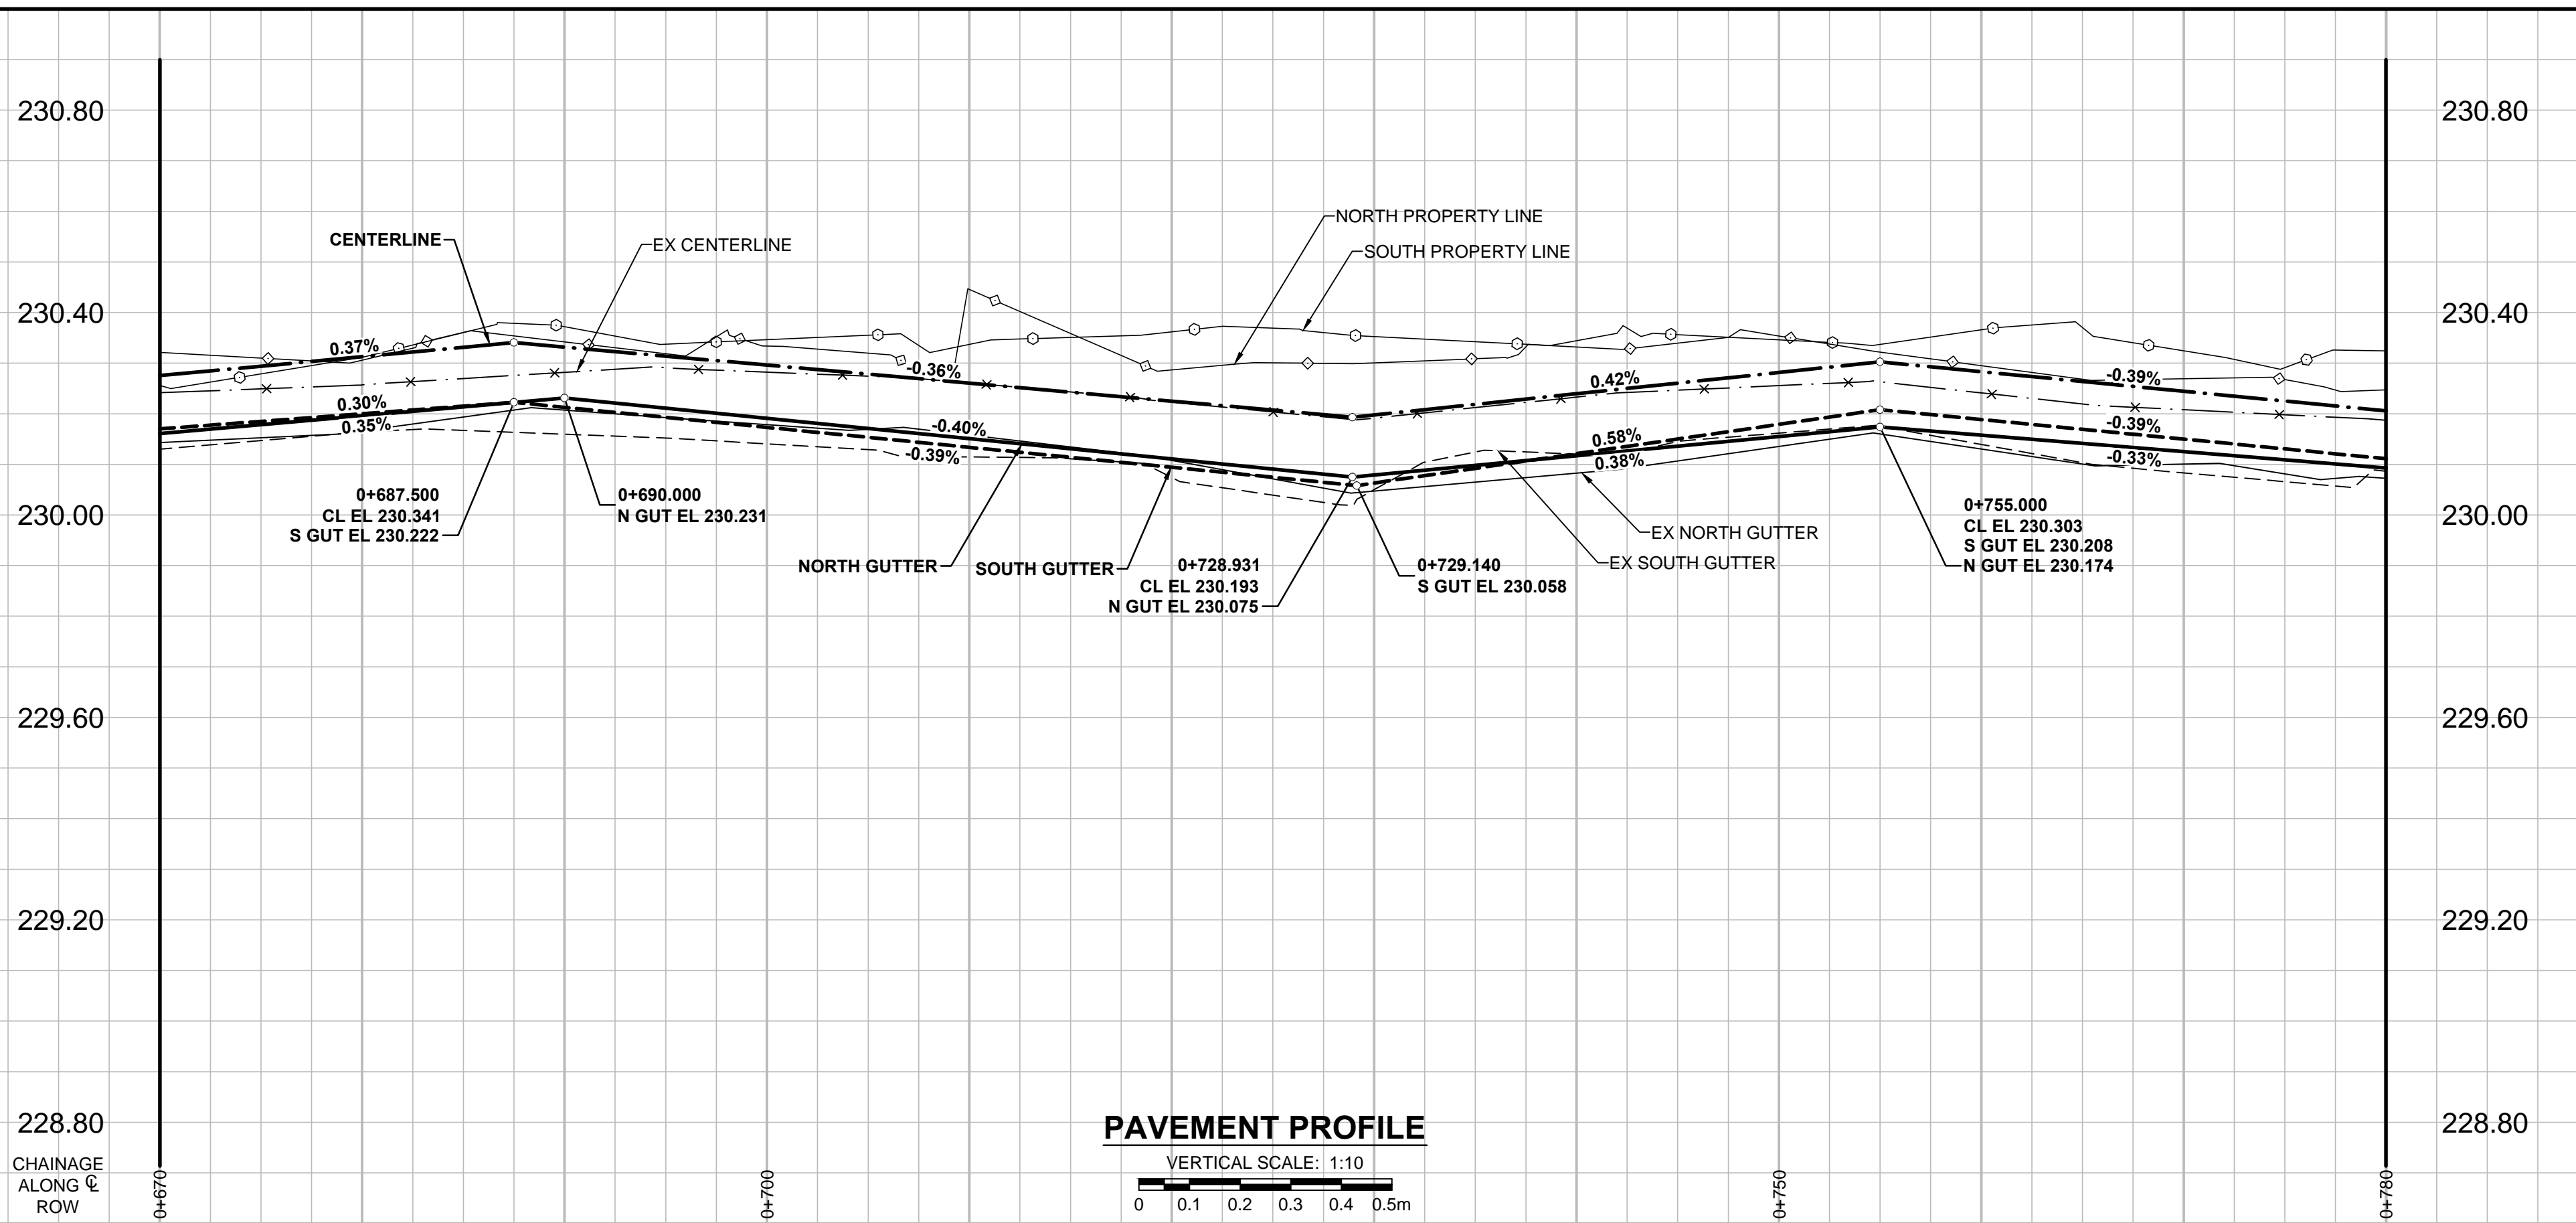 230.80
230.80
NORTH PROPERTY LINE
CENTERLINE
EX CENTERLINE
SOUTH PROPERTY LINE
230.40
230.40
0.37%
-0.36%
0.42%
-0.39%
0.30%
0.35%
-0.40%
-0.39%
0.58%
0.38%
-0.39%
-0.33%
0+687.500
CL EL 230.341
S GUT EL 230.222
0+690.000
N GUT EL 230.231
230.00
230.00
NORTH GUTTER
SOUTH GUTTER
0+728.931
CL EL 230.193
N GUT EL 230.075
0+729.140
S GUT EL 230.058
EX NORTH GUTTER
EX SOUTH GUTTER
0+755.000
CL EL 230.303
S GUT EL 230.208
N GUT EL 230.174
229.60
229.60
229.20
229.20
228.80
228.80
PAVEMENT PROFILE
VERTICAL SCALE: 1:10
0 0.1 0.2 0.3 0.4 0.5m
CHAINAGE
ALONG ℄
ROW
0+670
0+700
0+750
0+780